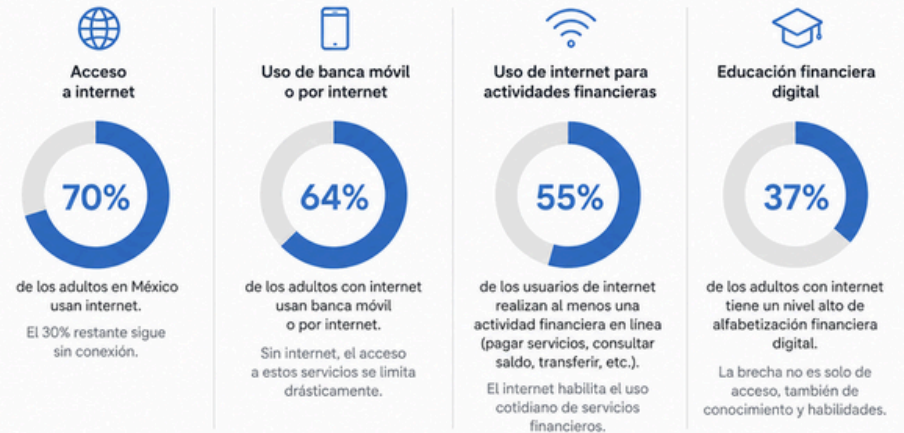 Acceso
a internet
70%
de los adultos en México
usan internet.
El 30% restante sigue
sin conexión.
Uso de banca móvil
o por internet
64%
de los adultos con internet
usan banca móvil
o por internet.
Sin internet, el acceso
a estos servicios se limita
drásticamente.
Uso de internet para
actividades financieras
55%
de los usuarios de internet
realizan al menos una
actividad financiera en línea
(pagar servicios, consultar
saldo, transferir, etc.).
El internet habilita el uso
cotidiano de servicios
financieros.
Educación financiera
digital
37%
de los adultos con internet
tiene un nivel alto de
alfabetización financiera
digital.
La brecha no es solo de
acceso, también de
conocimiento y habilidades.